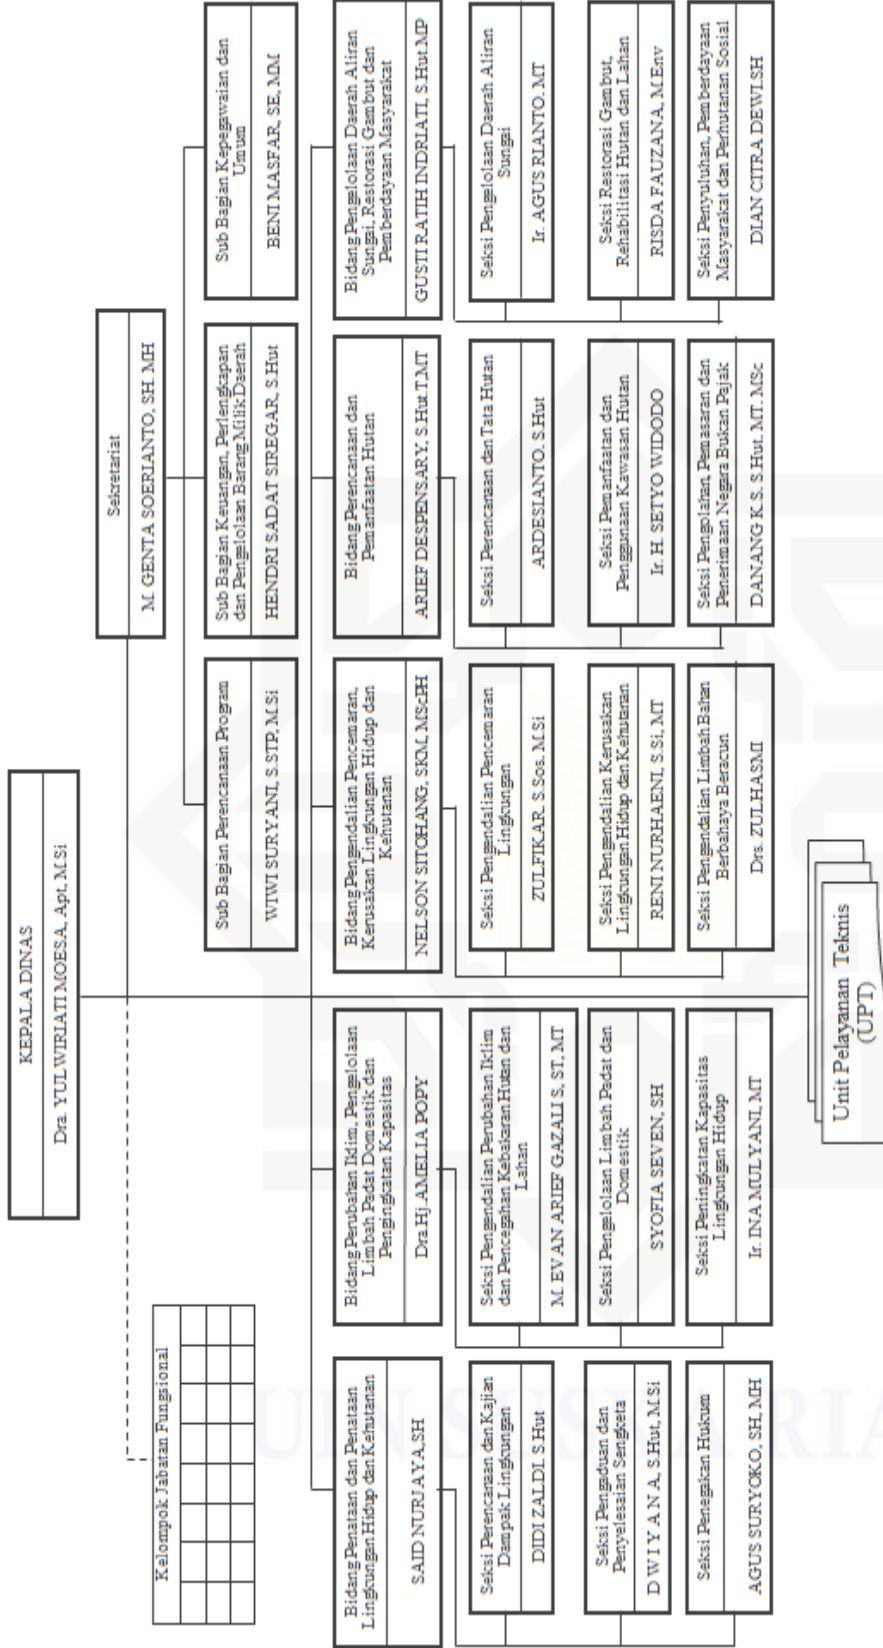 KEPALA DINAS
Dra. YULWIRIATI MOESA, Apt, M.Si
Sekretariat
M. GENTA SOERIANTO, SH. MH
Kelompok Jabatan Fungsional
Sub Bagian Perencanaan Program
WIWI SURYANI, S.STP, M.Si
Sub Bagian Keuangan, Perlengkapan
dan Pengelolaan Barang Milik Daerah
HENDRI SADAT SIREGAR, S.Hut
Sub Bagian Kepegawaian dan
Umum
BENI MASFAR, SE, MM
Bidang Penataan dan Penataan
Lingkungan Hidup dan Kehutanan
SAID NURJAYA,SH
Bidang Perubahan Iklim, Pengelolaan
Limbah Padat Domestik dan
Pengingkatan Kapasitas
Dra.Hj AMELIA POPY
Bidang Pengendalian Pencemaran,
Kerusakan Lingkungan Hidup dan
Kehutanan
NELSON SITOHANG, SKM, MScPH
Bidang Perencanaan dan
Pemanfaatan Hutan
ARIEF DESPENSARY, S.Hut T,MT
Bidang Pengelolaan Daerah Aliran
Sungai, Restorasi Gambut dan
Pemberdayaan Masyarakat
GUSTI RATIH INDRIATI, S.Hut.MP
Seksi Perencanaan dan Kajian
Dampak Lingkungan
DIDI ZALDI, S.Hut
Seksi Pengendalian Perubahan Iklim
dan Pencegahan Kebakaran Hutan dan
Lahan
M. EVAN ARIEF GAZALI S, ST, MT
Seksi Pengendalian Pencemaran
Lingkungan
ZULFIKAR. S.Sos. M.Si
Seksi Perencanaan dan Tata Hutan
ARDESIANTO. S.Hut
Seksi Pengelolaan Daerah Aliran
Sungai
Ir. AGUS RIANTO. MT
Seksi Pengaduan dan
Penyelesaian Sengketa
D W I Y A N A, S.Hut, M.Si
Seksi Pengelolaan Limbah Padat dan
Domestik
SYOFIA SEVEN, SH
Seksi Pengendalian Kerusakan
Lingkungan Hidup dan Kehutanan
RENI NURHAENI, S.Si, MT
Seksi Pemanfaatan dan
Penggunaan Kawasan Hutan
Ir. H. SETYO WIDODO
Seksi Restorasi Gambut,
Rehabilitasi Hutan dan Lahan
RISDA FAUZANA, M.Env
Seksi Penegakan Hukum
AGUS SURYOKO, SH, MH
Seksi Peningkatan Kapasitas
Lingkungan Hidup
Ir. INA MULYANI, MT
Seksi Pengendalian Limbah Bahan
Berbahaya Beracun
Drs. ZULHASMI
Seksi Pengolahan, Pemasaran dan
Penerimaan Negara Bukan Pajak
DANANG K.S. S.Hut. MT. MSc
Seksi Penyuluhan, Pemberdayaan
Masyarakat dan Perhutanan Sosial
DIAN CITRA DEWI.SH
Unit Pelayanan Teknis
(UPT)
UIN SUSKA RIA